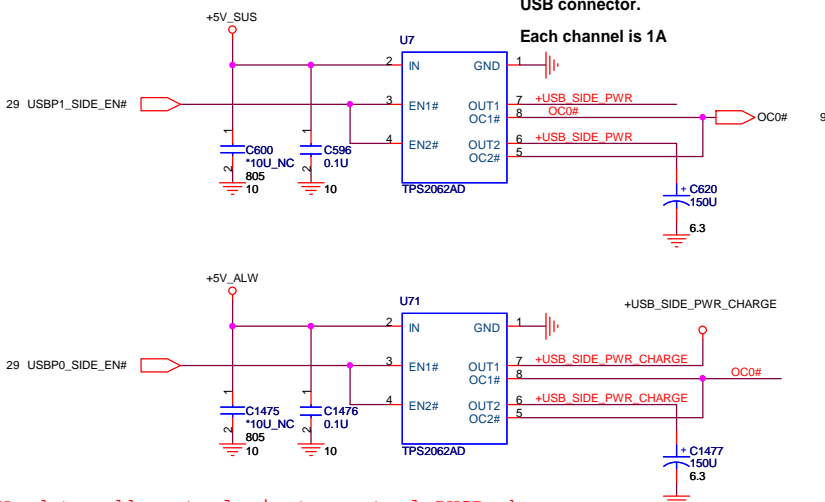 USB connector.
Each channel is 1A
+5V_SUS
U7
2 IN GND 1
29 USBP1_SIDE_EN#
3 EN1# OUT1 7 +USB_SIDE_PWR
OC1# 8 OC0#
OC0# 9
4 EN2# OUT2 6 +USB_SIDE_PWR
OC2# 5
TPS2062AD
1 2 C600
*10U_NC
805
10
1 2 C596
0.1U
10
+ C620
150U
6.3
+5V_ALW
U71
+USB_SIDE_PWR_CHARGE
2 IN GND 1
29 USBP0_SIDE_EN#
3 EN1# OUT1 7 +USB_SIDE_PWR_CHARGE
OC1# 8 OC0#
4 EN2# OUT2 6 +USB_SIDE_PWR_CHARGE
OC2# 5
TPS2062AD
1 2 C1475
*10U_NC
805
10
1 2 C1476
0.1U
10
+ C1477
150U
6.3